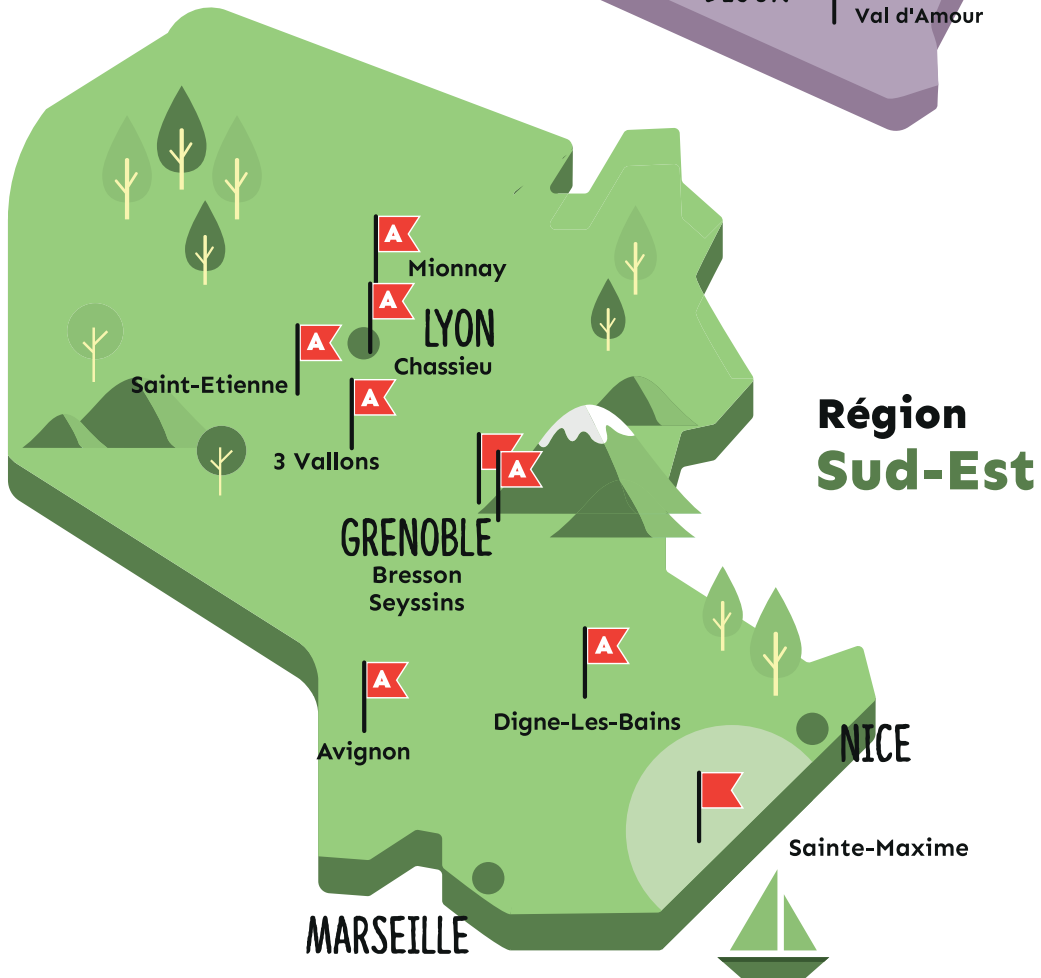 Val d'Amour
A
Mionnay
A
LYON
A
Chassieu
Saint-Etienne
A
3 Vallons
Région
Sud-Est
A
GRENOBLE
Bresson
Seyssins
A
Digne-Les-Bains
A
Avignon
NICE
Sainte-Maxime
MARSEILLE